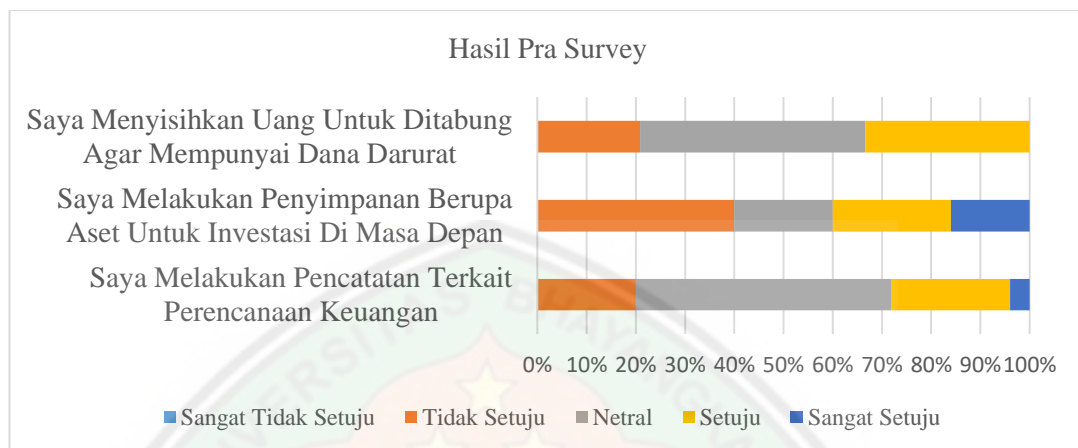 Hasil Pra Survey
Saya Menyisihkan Uang Untuk Ditabung
Agar Mempunyai Dana Darurat
Saya Melakukan Penyimpanan Berupa
Aset Untuk Investasi Di Masa Depan
Saya Melakukan Pencatatan Terkait
Perencanaan Keuangan
0% 10% 20% 30% 40% 50% 60% 70% 80% 90% 100%
Sangat Tidak Setuju Tidak Setuju Netral Setuju Sangat Setuju